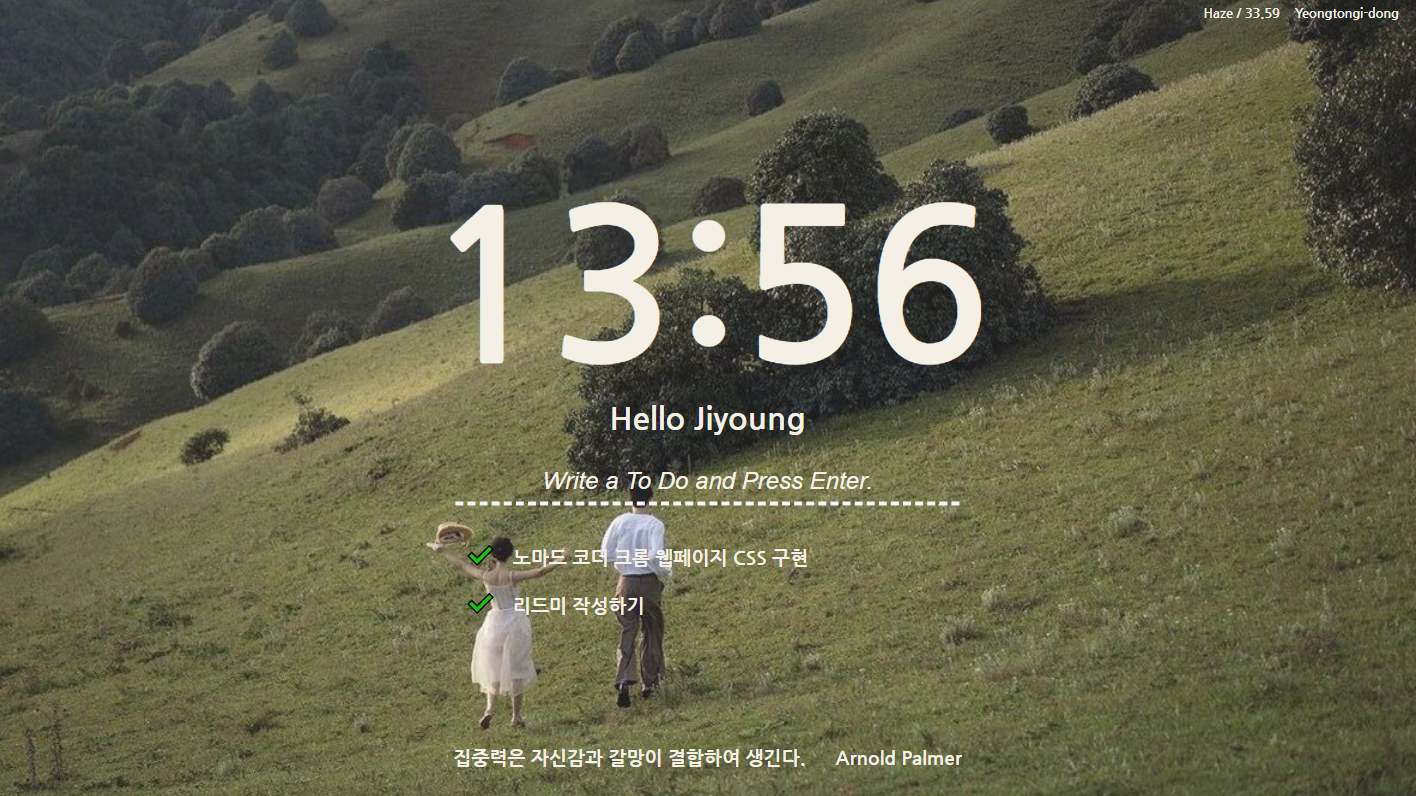 Haze / 33.59 Yeongtongi-dong
13:56
Hello Jiyoung
Write a To Do and Press Enter.
노마드 코더 크롬 웹페이지 CSS 구현
리드미 작성하기
집중력은 자신감과 갈망이 결합하여 생긴다. Arnold Palmer